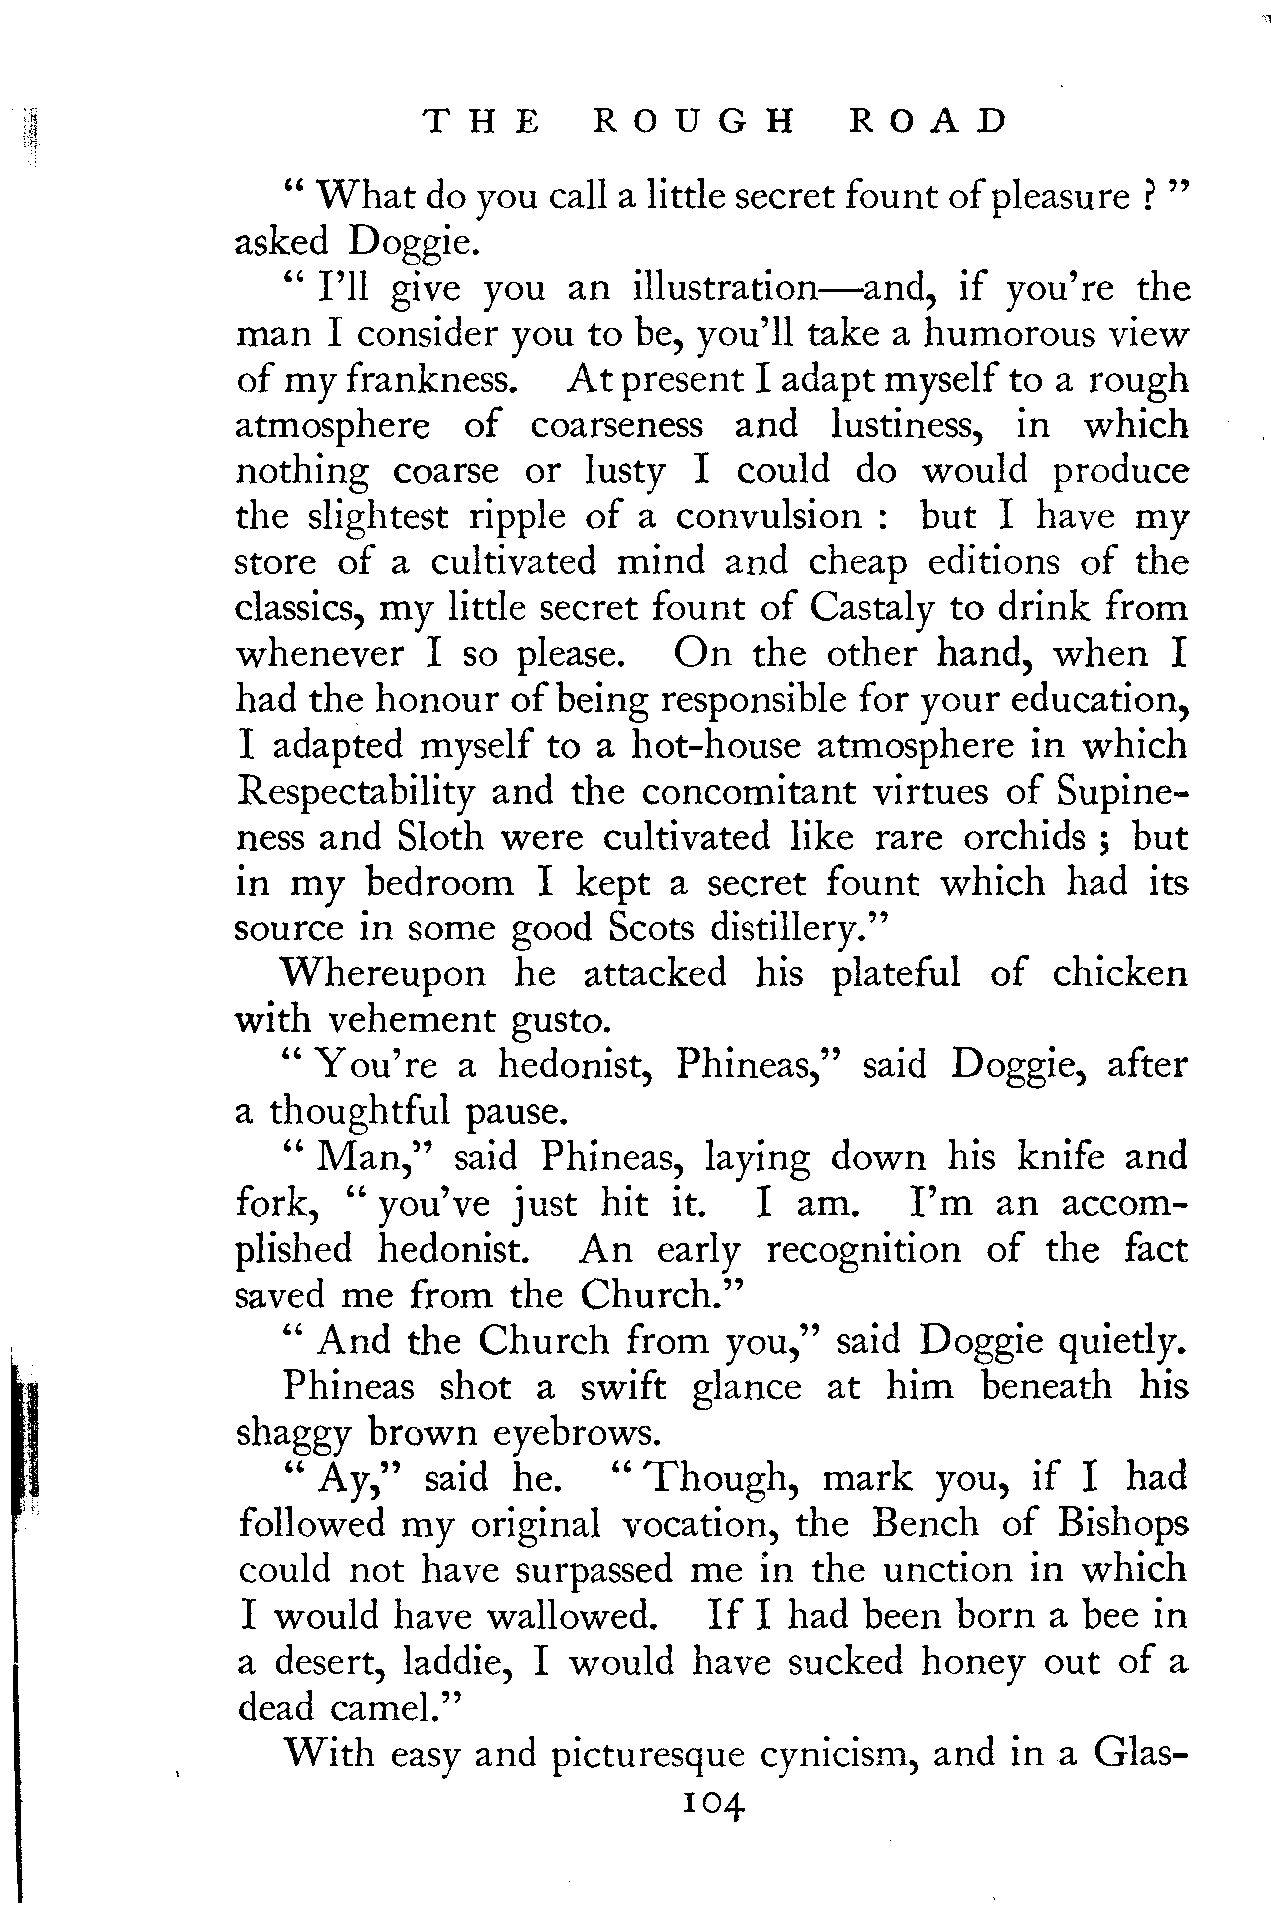 THE ROUGH ROAD
“ What do you call a little secret fount of pleasure ? ”
asked Doggie.
“ I’ll give you an illustration—and, if you’re the
man I consider you to be, you’ll take a humorous view
of my frankness. At present I adapt myself to a rough
atmosphere of coarseness and lustiness, in which
nothing coarse or lusty I could do would produce
the slightest ripple of a convulsion : but I have my
store of a cultivated mind and cheap editions of the
classics, my little secret fount of Castaly to drink from
whenever I so please. On the other hand, when I
had the honour of being responsible for your education,
I adapted myself to a hot-house atmosphere in which
Respectability and the concomitant virtues of Supine-
ness and Sloth were cultivated like rare orchids ; but
in my bedroom I kept a secret fount which had its
source in some good Scots distillery.”
Whereupon he attacked his plateful of chicken
with vehement gusto.
“ You’re a hedonist, Phineas,” said Doggie, after
a thoughtful pause.
“ Man,” said Phineas, laying down his knife and
fork, “ you’ve just hit it. I am. I’m an accom-
plished hedonist. An early recognition of the fact
saved me from the Church.”
“ And the Church from you,” said Doggie quietly.
Phineas shot a swift glance at him beneath his
shaggy brown eyebrows.
“ Ay,” said he. “ Though, mark you, if I had
followed my original vocation, the Bench of Bishops
could not have surpassed me in the unction in which
I would have wallowed. If I had been born a bee in
a desert, laddie, I would have sucked honey out of a
dead camel.”
With easy and picturesque cynicism, and in a Glas-
104